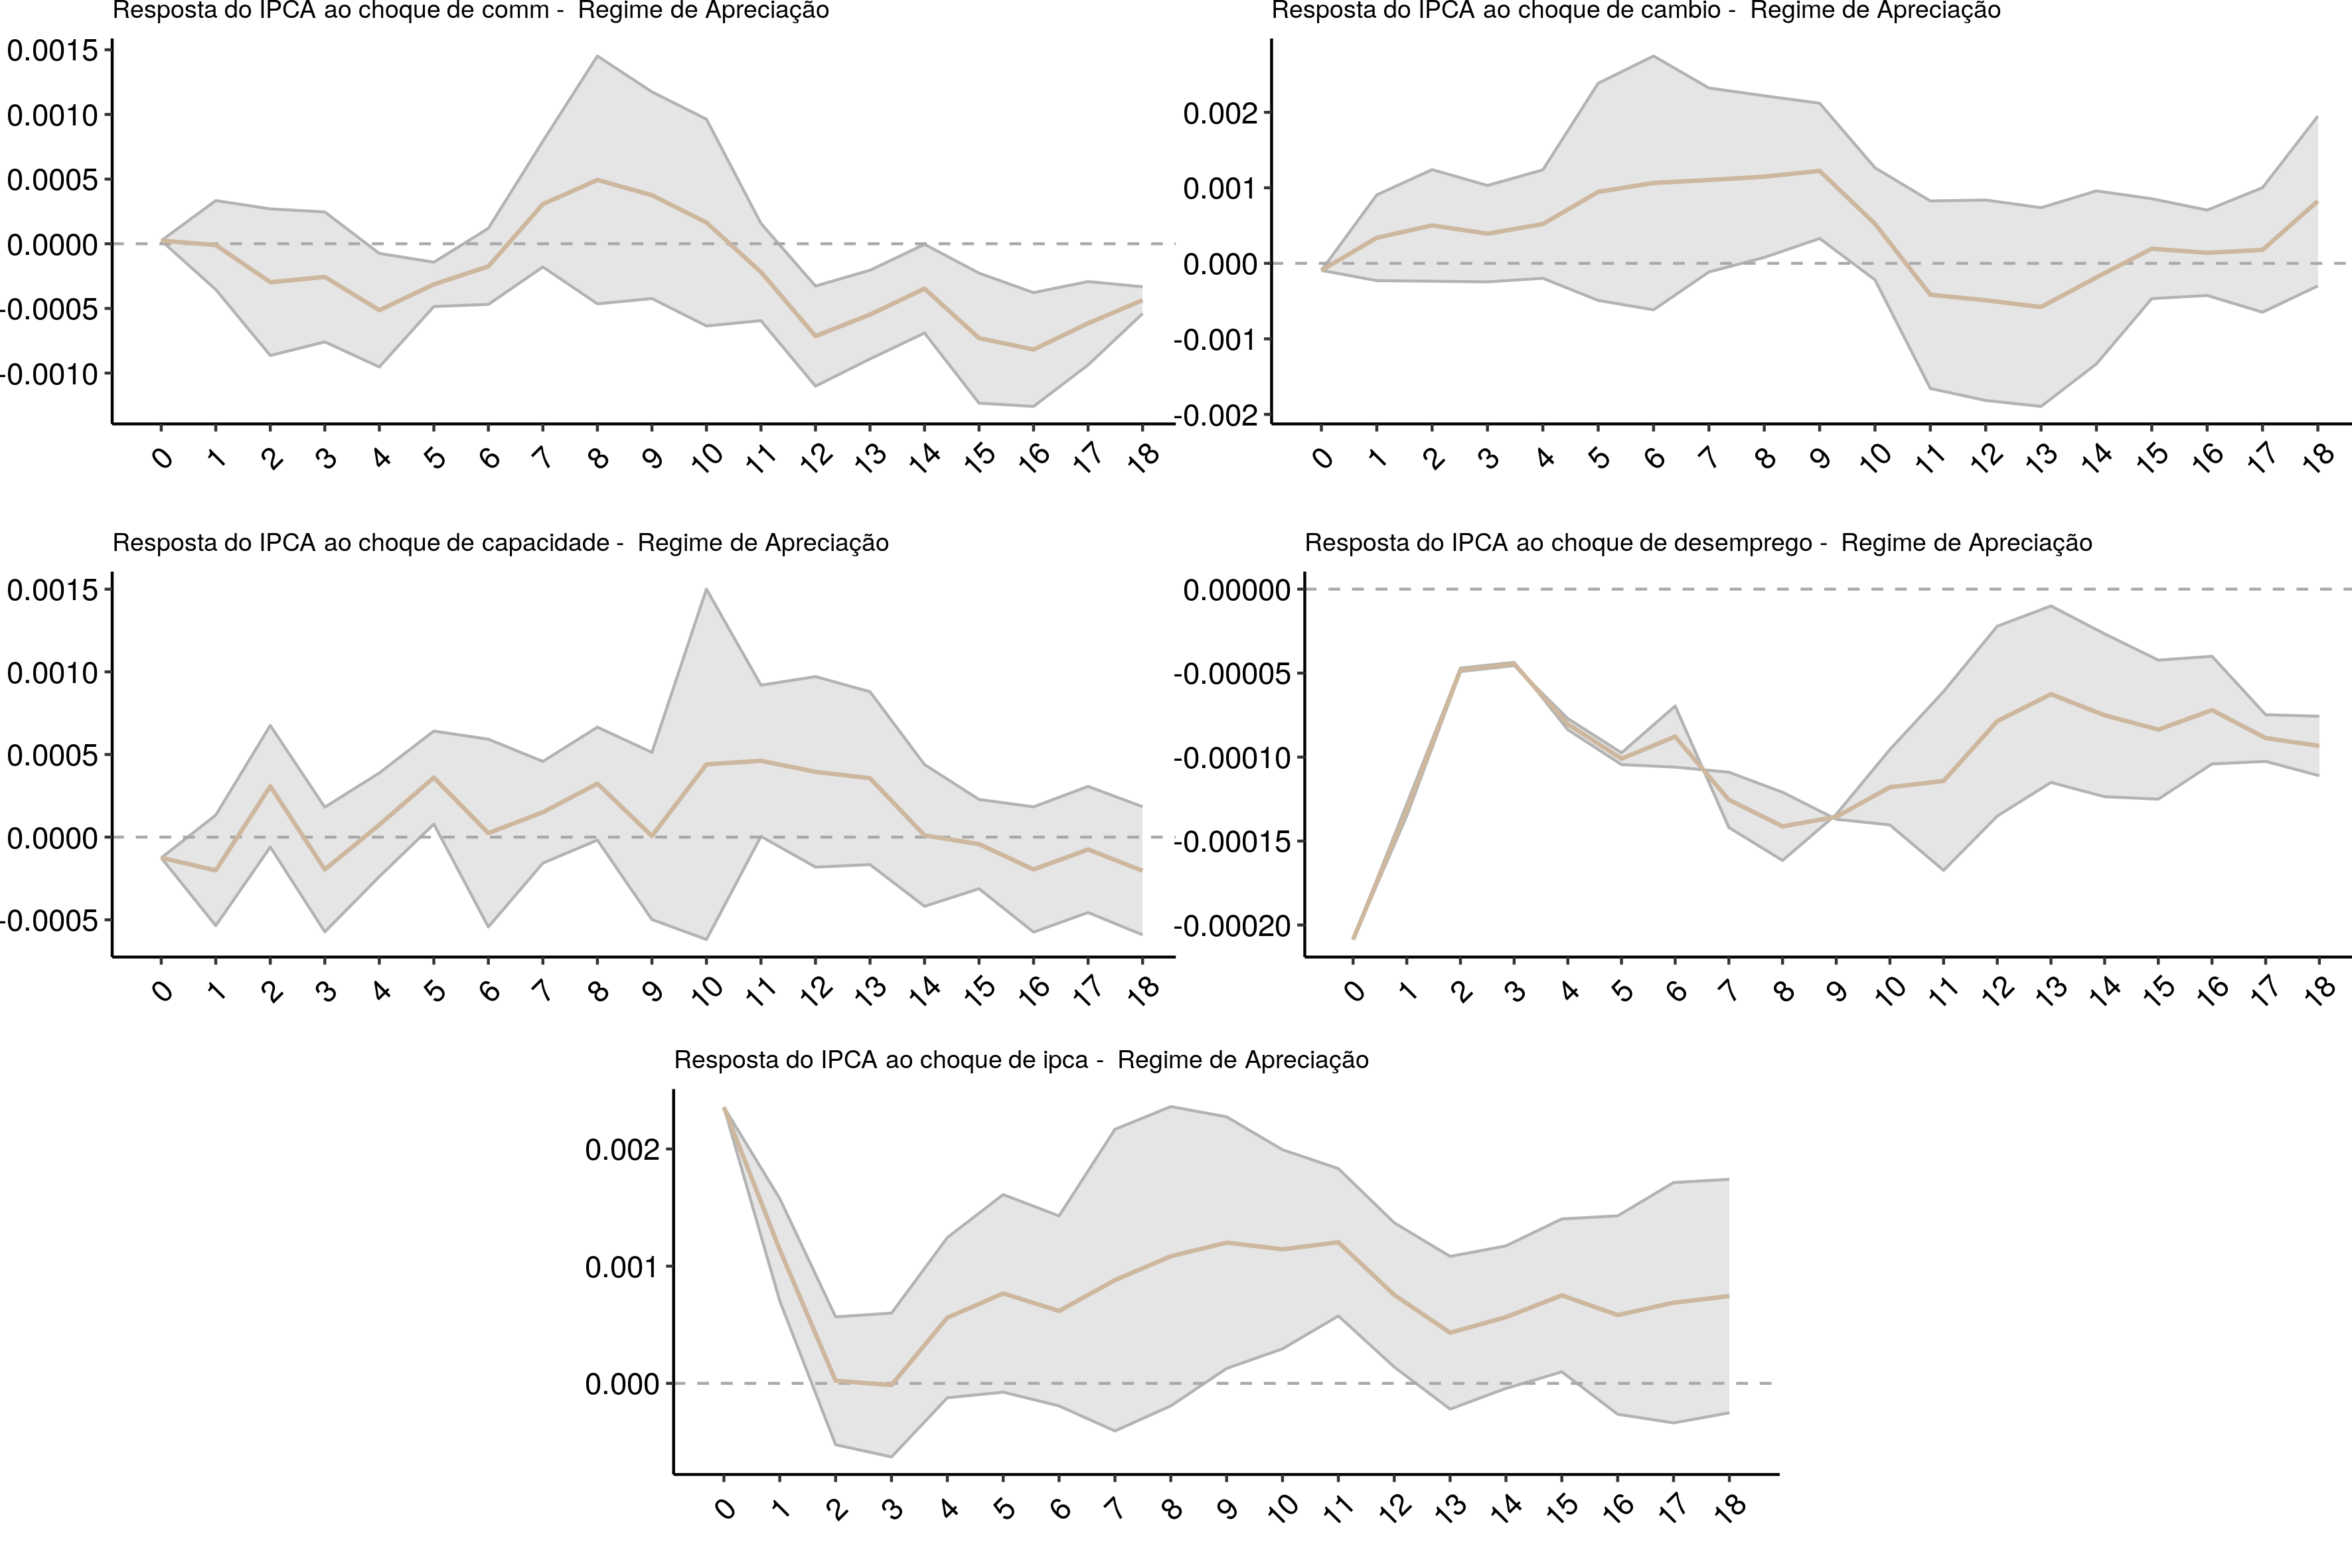 Resposta do IPCA ao choque de comm -  Regime de Apreciação
0.0015
0.0010
0.0005
0.0000
-0.0005
-0.0010
0 1 2 3 4 5 6 7 8 9 10 11 12 13 14 15 16 17 18
Resposta do IPCA ao choque de cambio -  Regime de Apreciação
0.002
0.001
0.000
-0.001
-0.002
0 1 2 3 4 5 6 7 8 9 10 11 12 13 14 15 16 17 18
Resposta do IPCA ao choque de capacidade -  Regime de Apreciação
0.0015
0.0010
0.0005
0.0000
-0.0005
0 1 2 3 4 5 6 7 8 9 10 11 12 13 14 15 16 17 18
Resposta do IPCA ao choque de desemprego -  Regime de Apreciação
0.00000
-0.00005
-0.00010
-0.00015
-0.00020
0 1 2 3 4 5 6 7 8 9 10 11 12 13 14 15 16 17 18
Resposta do IPCA ao choque de ipca -  Regime de Apreciação
0.002
0.001
0.000
0 1 2 3 4 5 6 7 8 9 10 11 12 13 14 15 16 17 18